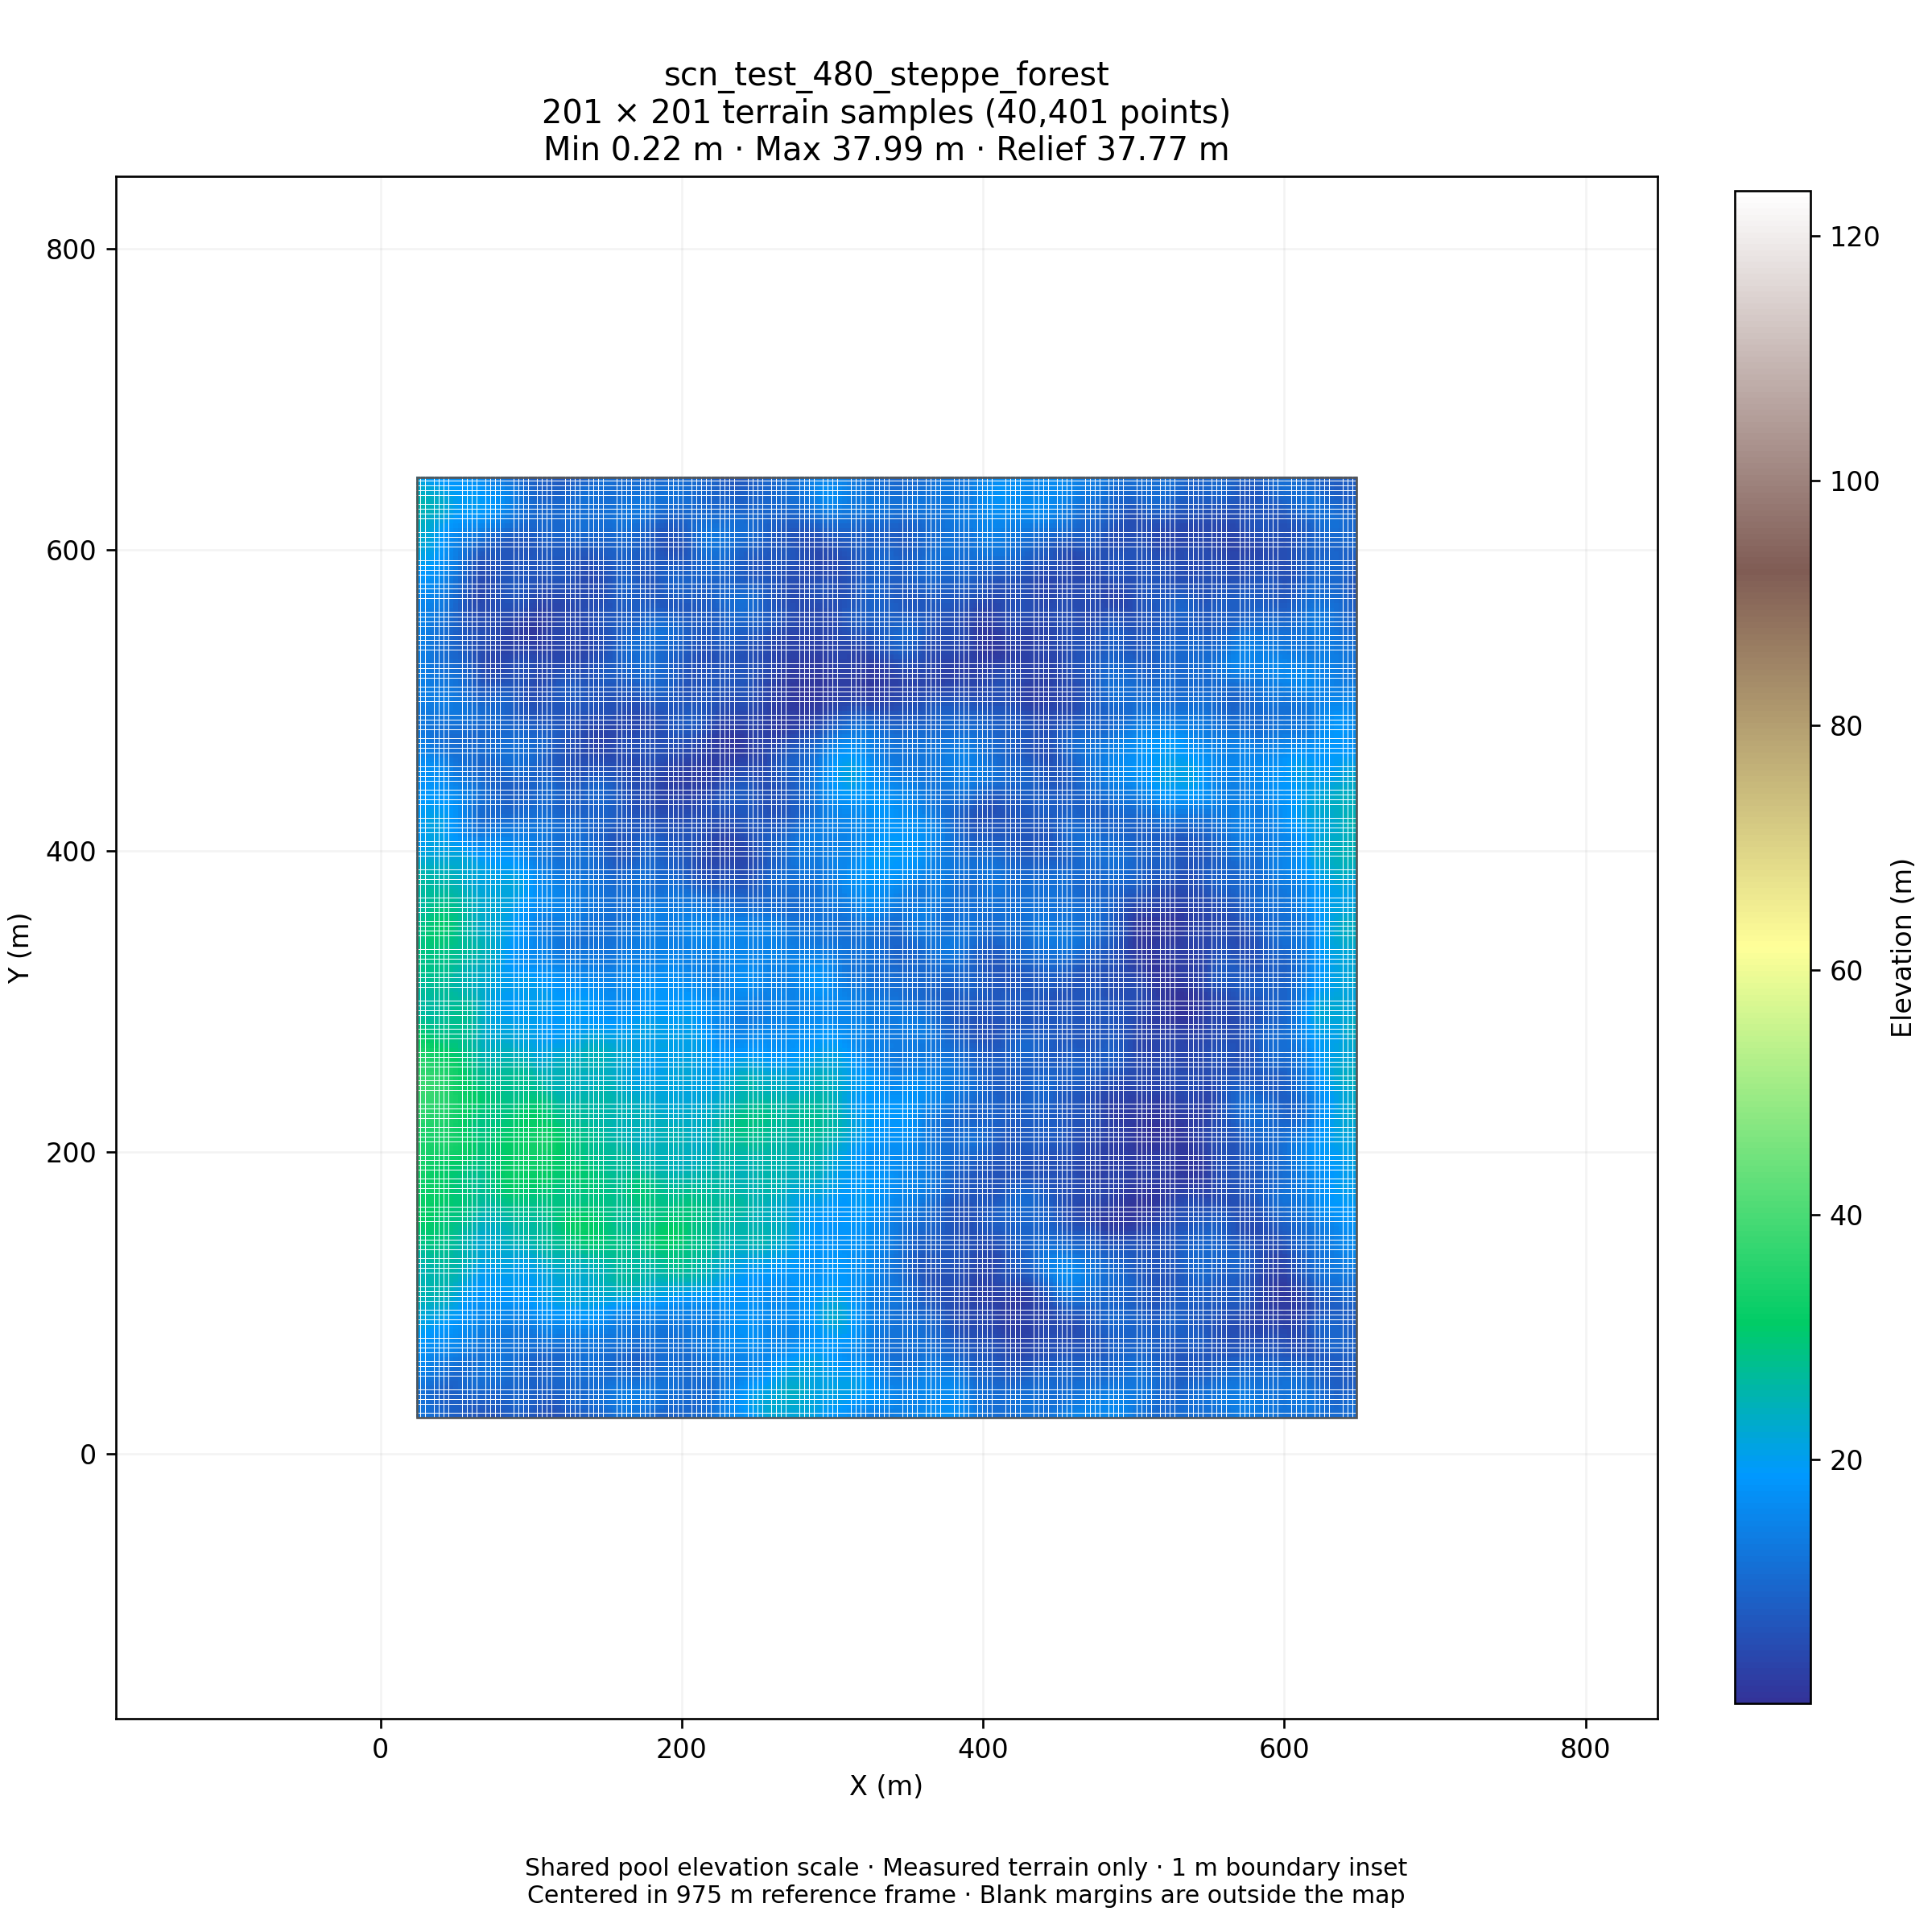 scn_test_480_steppe_forest
201 × 201 terrain samples (40,401 points)
Min 0.22 m · Max 37.99 m · Relief 37.77 m
800
600
400
200
0
Y (m)
0
200
400
600
800
X (m)
120
100
80
60
40
20
Elevation (m)
Shared pool elevation scale · Measured terrain only · 1 m boundary inset
Centered in 975 m reference frame · Blank margins are outside the map